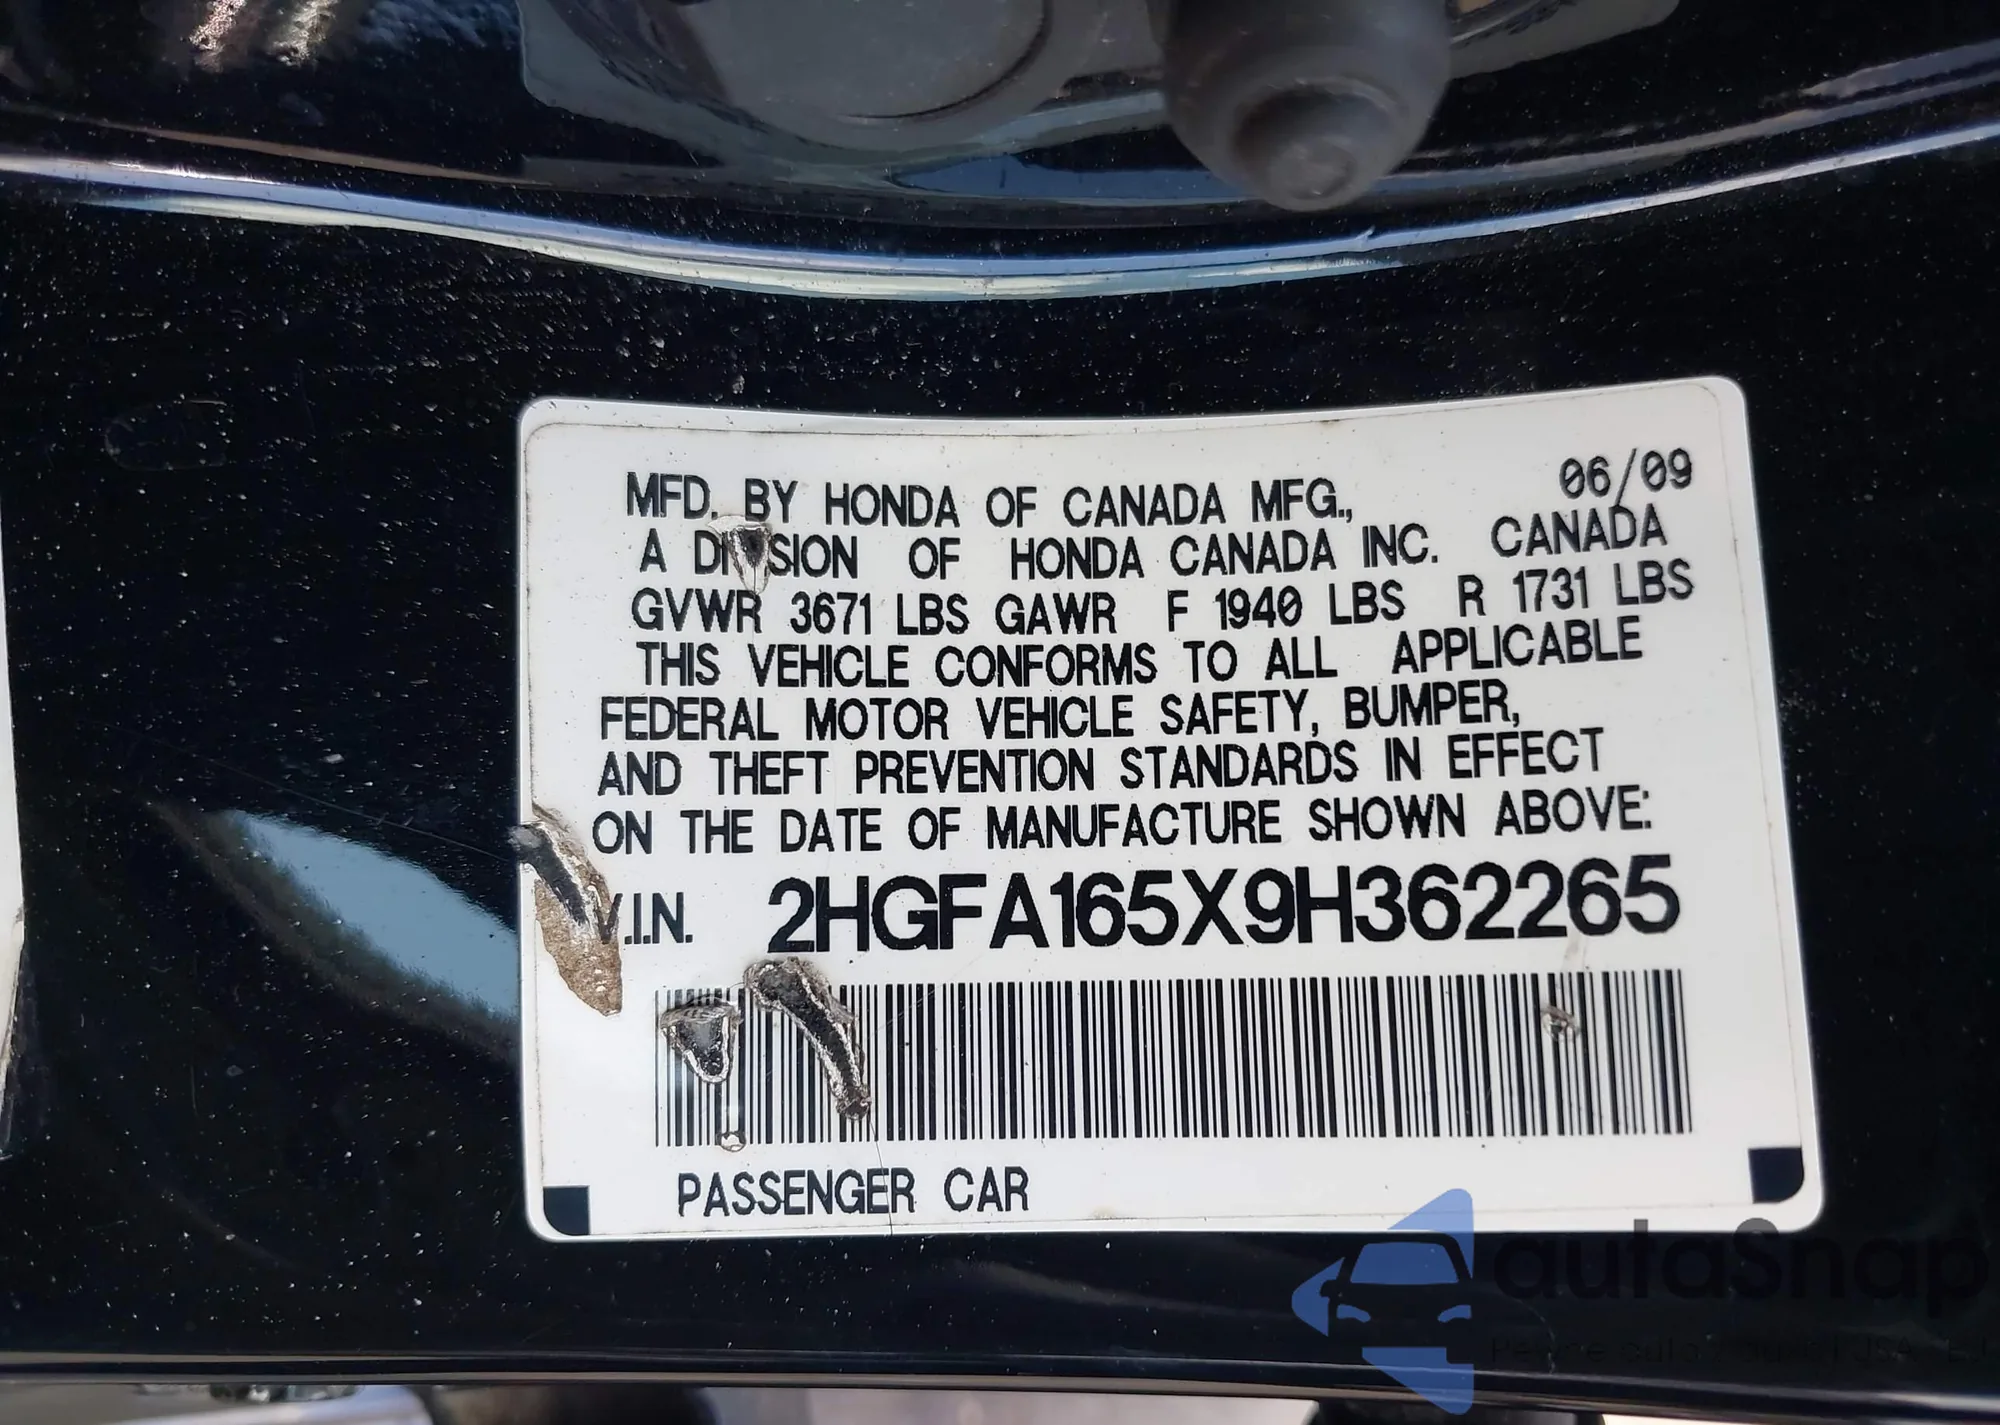 06/09
MFD. BY HONDA OF CANADA MFG.,
A DIVISION OF HONDA CANADA INC. CANADA
GVWR 3671 LBS GAWR F 1940 LBS R 1731 LBS
THIS VEHICLE CONFORMS TO ALL APPLICABLE
FEDERAL MOTOR VEHICLE SAFETY, BUMPER,
AND THEFT PREVENTION STANDARDS IN EFFECT
ON THE DATE OF MANUFACTURE SHOWN ABOVE:
V.I.N. 2HGFA165X9H362265
PASSENGER CAR
autaSnap